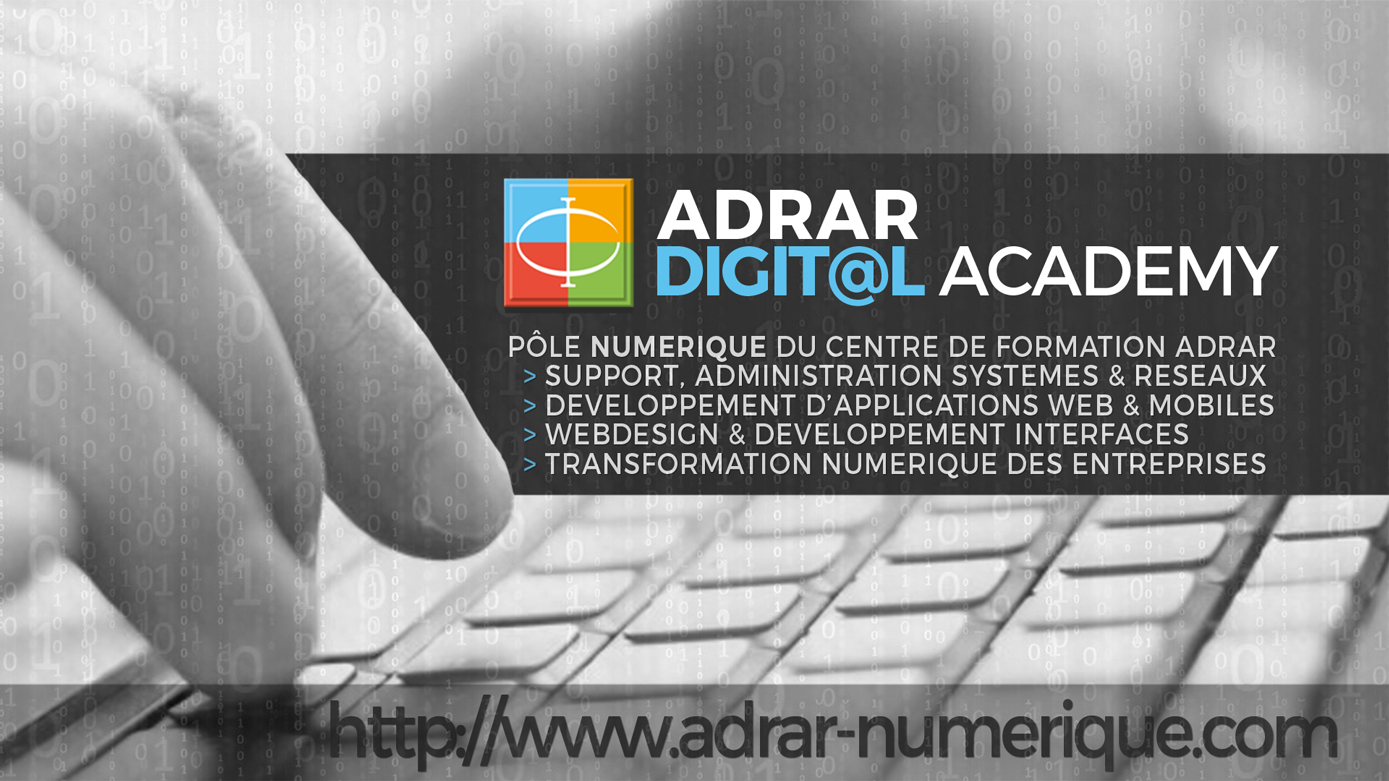 ADRAR
DIGIT@L ACADEMY
PÔLE NUMERIQUE DU CENTRE DE FORMATION ADRAR
> SUPPORT, ADMINISTRATION SYSTEMES & RESEAUX
> DEVELOPPEMENT D’APPLICATIONS WEB & MOBILES
> WEBDESIGN & DEVELOPPEMENT INTERFACES
> TRANSFORMATION NUMERIQUE DES ENTREPRISES
http://www.adrar-numerique.com